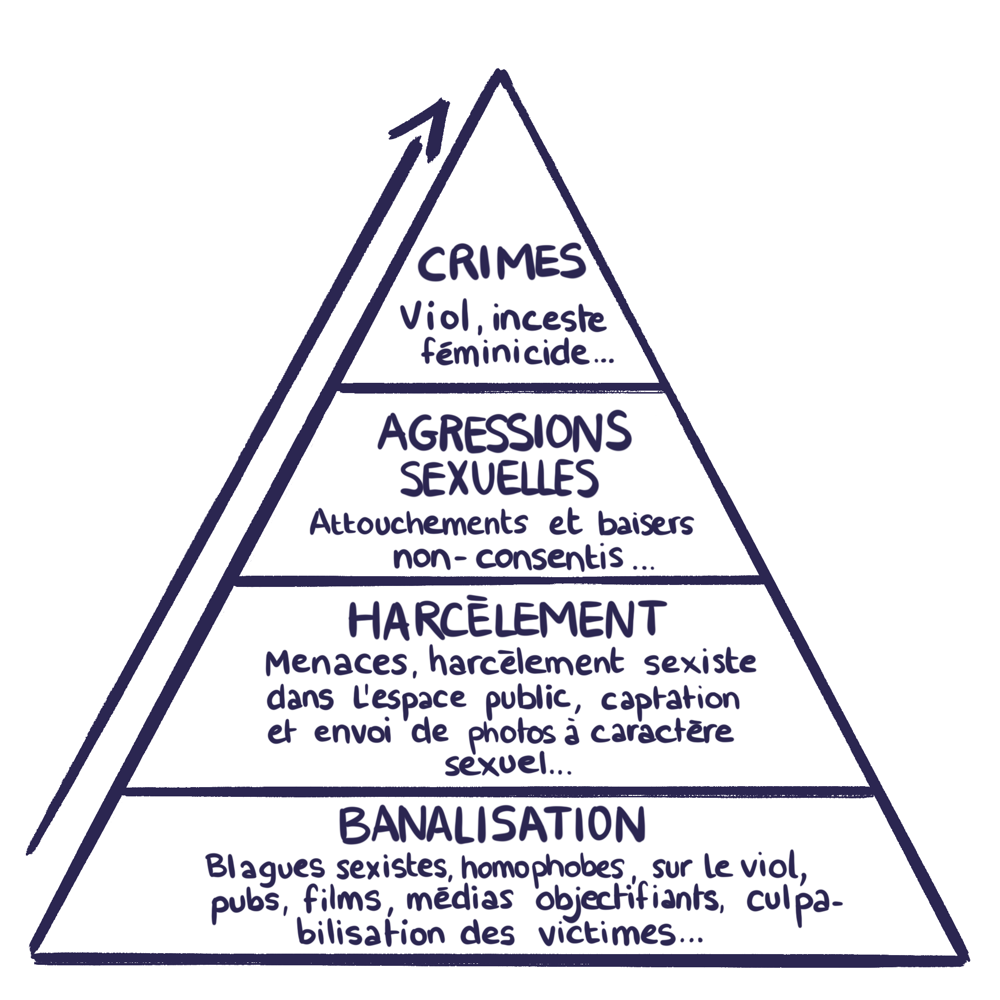 CRIMES
Viol, inceste
féminicide...
AGRESSIONS
SEXUELLES
Attouchements et baisers
non-consentis...
HARCÈLEMENT
Menaces, harcèlement sexiste
dans l'espace public, captation
et envoi de photos à caractère
sexuel...
BANALISATION
Blagues sexistes, homophobes, sur le viol,
pubs, films, médias objectifiants, culpa-
bilisation des victimes...